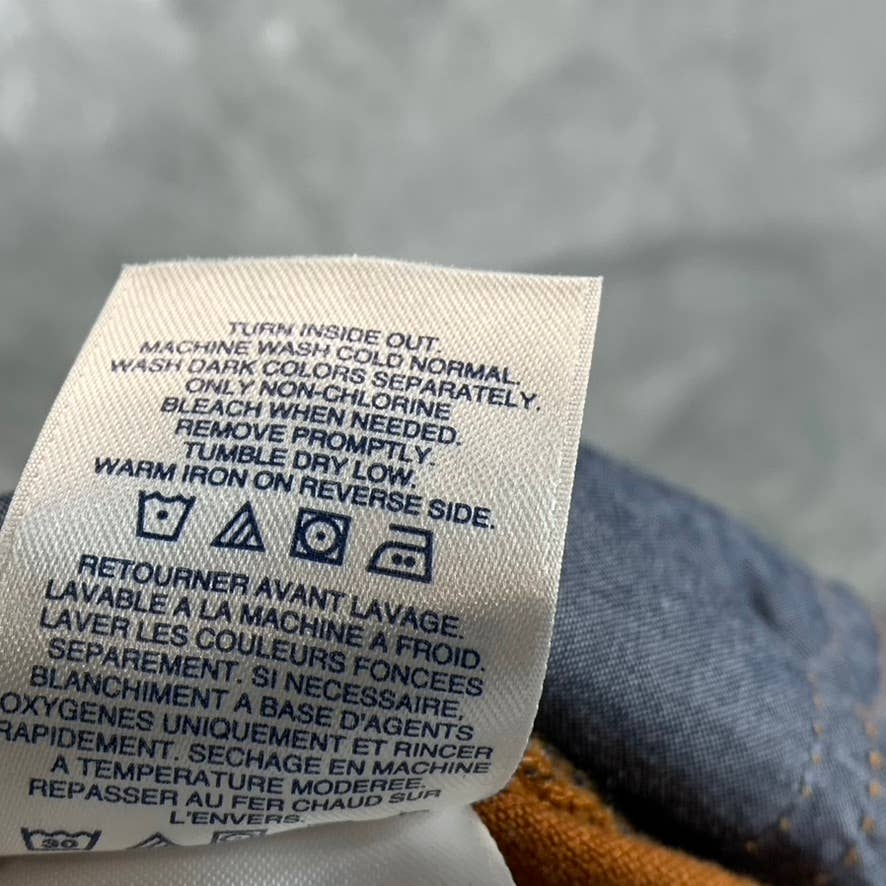 TURN INSIDE OUT.
MACHINE WASH COLD NORMAL.
WASH DARK COLORS SEPARATELY.
ONLY NON-CHLORINE
BLEACH WHEN NEEDED.
REMOVE PROMPTLY.
TUMBLE DRY LOW.
WARM IRON ON REVERSE SIDE.
RETOURNER AVANT LAVAGE.
LAVABLE A LA MACHINE A FROID.
LAVER LES COULEURS FONCEES
SEPAREMENT. SI NECESSAIRE,
BLANCHIMENT A BASE D'AGENTS
OXYGENES UNIQUEMENT ET RINCER
RAPIDEMENT. SECHAGE EN MACHINE
A TEMPERATURE MODEREE.
REPASSER AU FER CHAUD SUR
L'ENVERS.
30